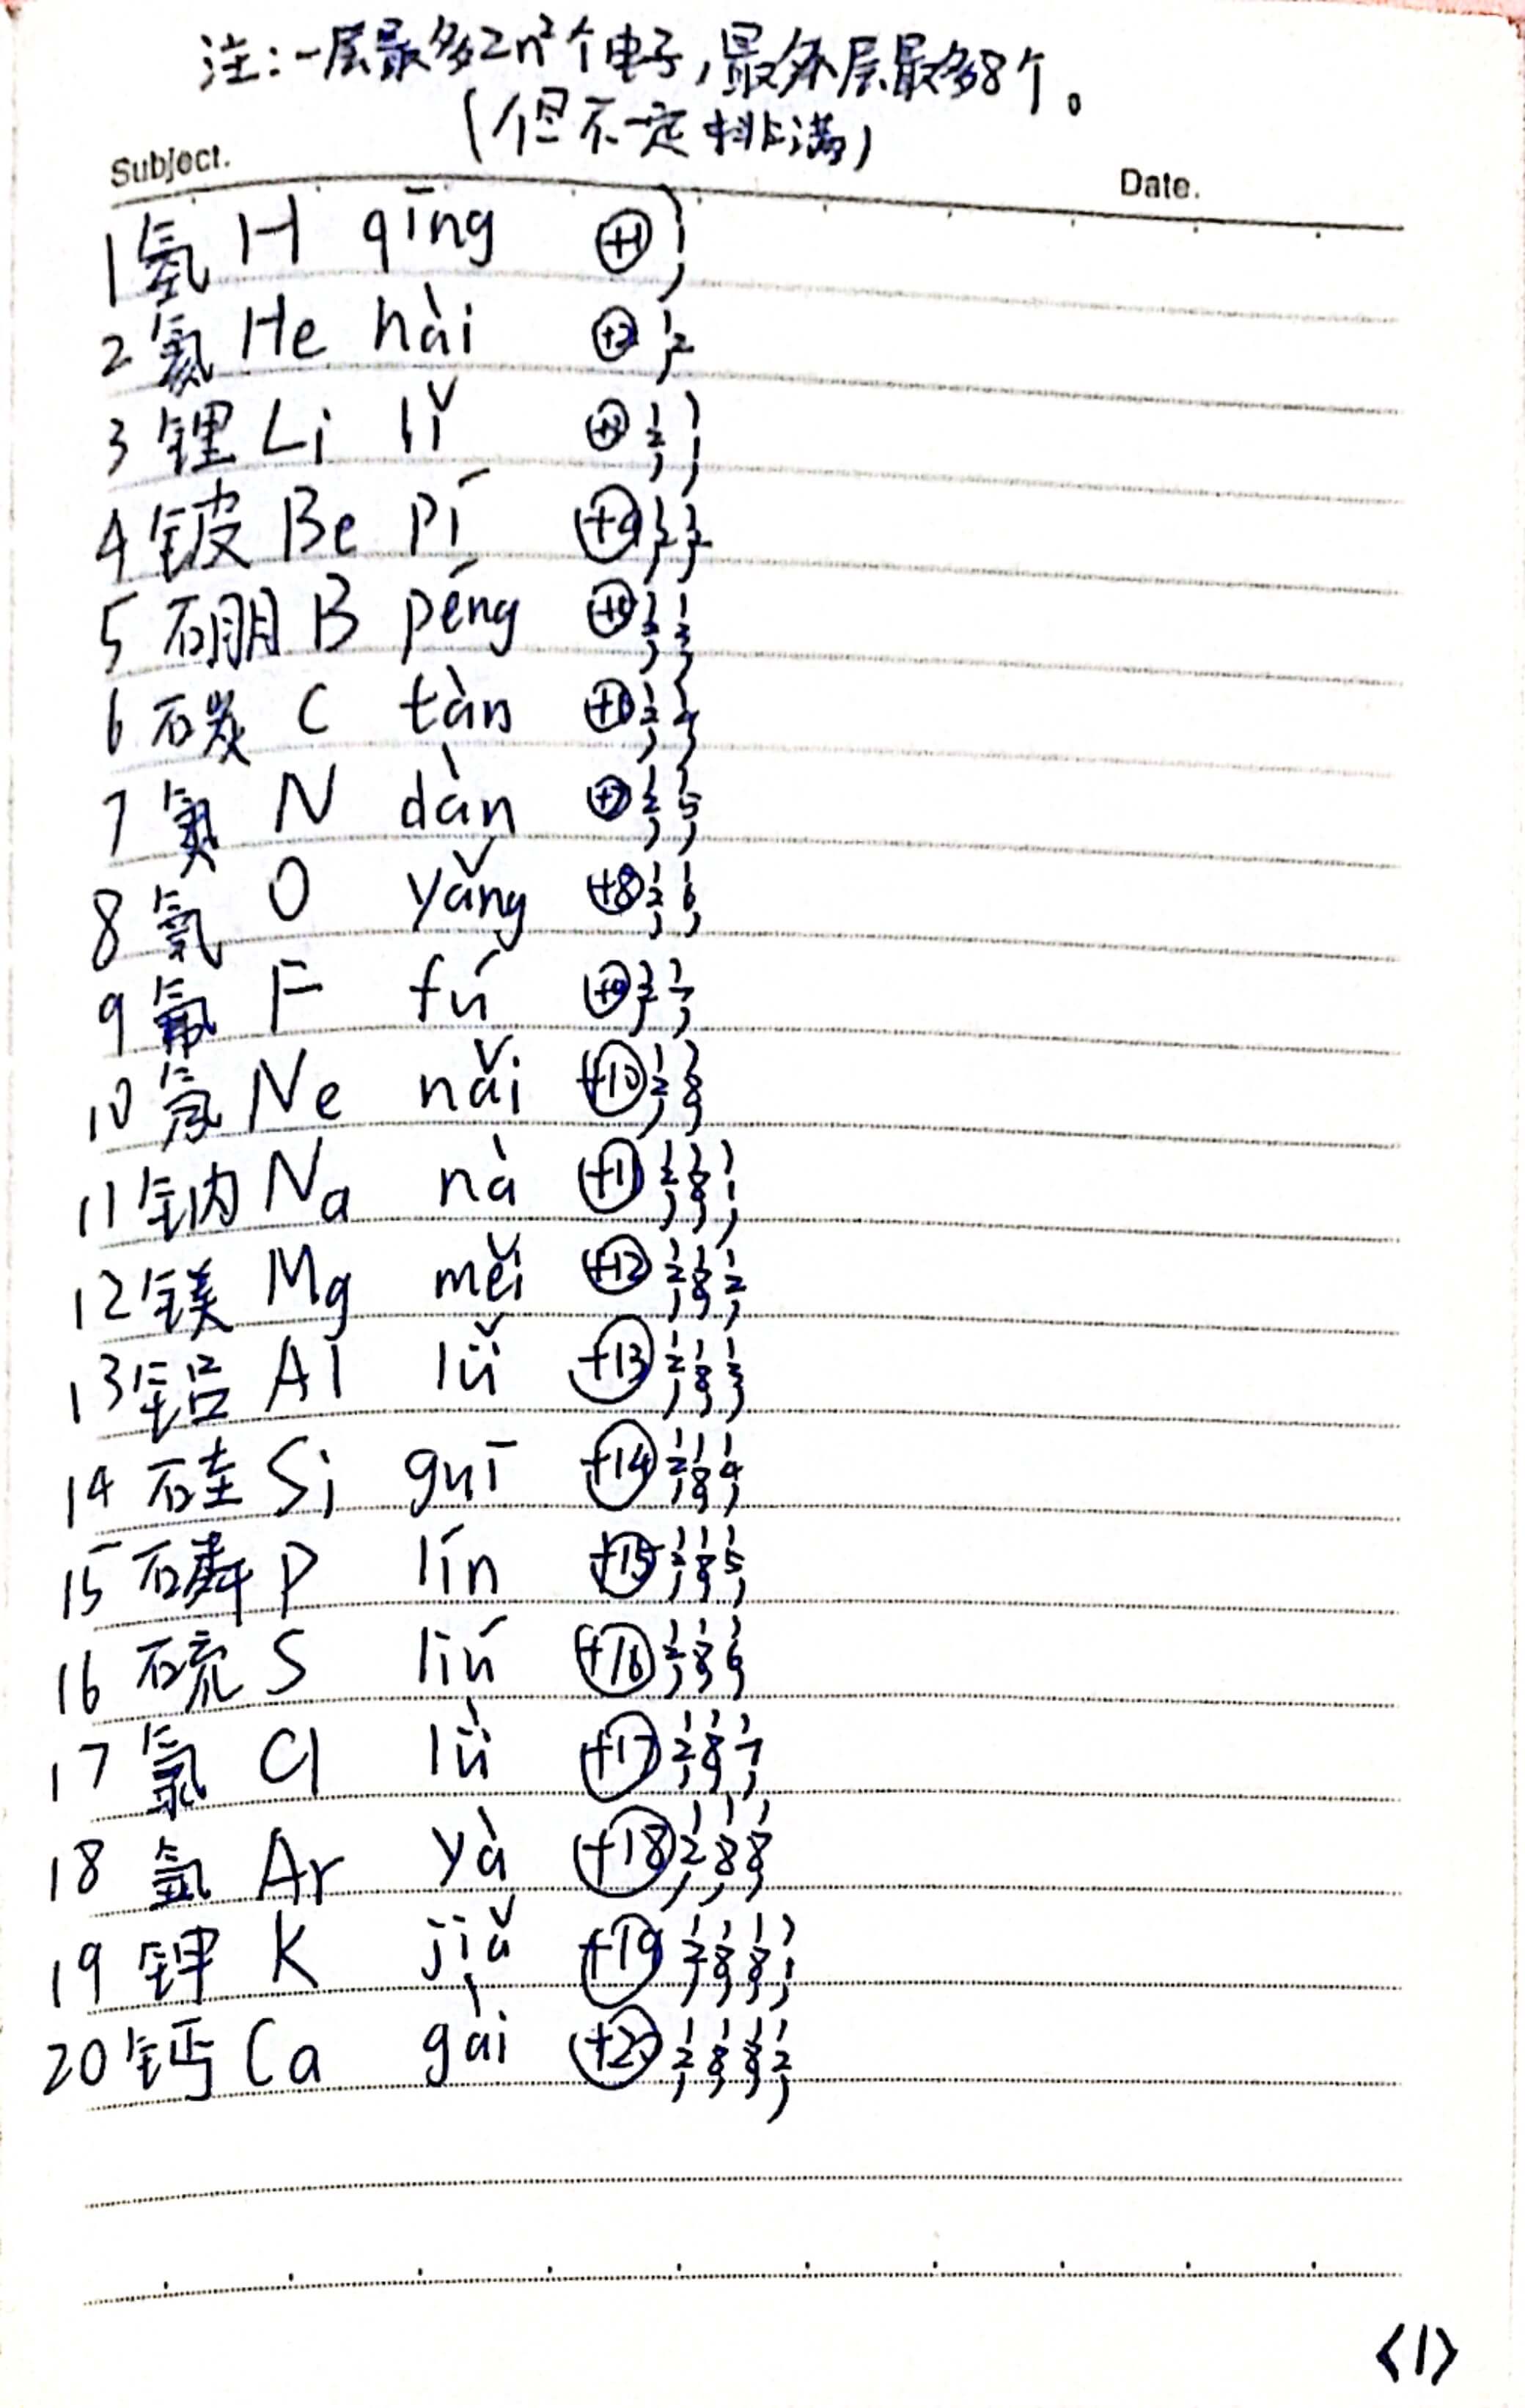 注：一层最多2n²个电子，最外层最多8个。
（但不一定排满）
Subject. Date.
1 氢 H qīng +1 1
2 氦 He hài +2 2
3 锂 Li lǐ +3 2 1
4 铍 Be pí +4 2 2
5 硼 B péng +5 2 3
6 碳 C tàn +6 2 4
7 氮 N dàn +7 2 5
8 氧 O yǎng +8 2 6
9 氟 F fú +9 2 7
10 氖 Ne nǎi +10 2 8
11 钠 Na nà +11 2 8 1
12 镁 Mg měi +12 2 8 2
13 铝 Al lǚ +13 2 8 3
14 硅 Si guī +14 2 8 4
15 磷 P lín +15 2 8 5
16 硫 S liú +16 2 8 6
17 氯 Cl lǜ +17 2 8 7
18 氩 Ar yà +18 2 8 8
19 钾 K jiǎ +19 2 8 8 1
20 钙 Ca gài +20 2 8 8 2
<1>